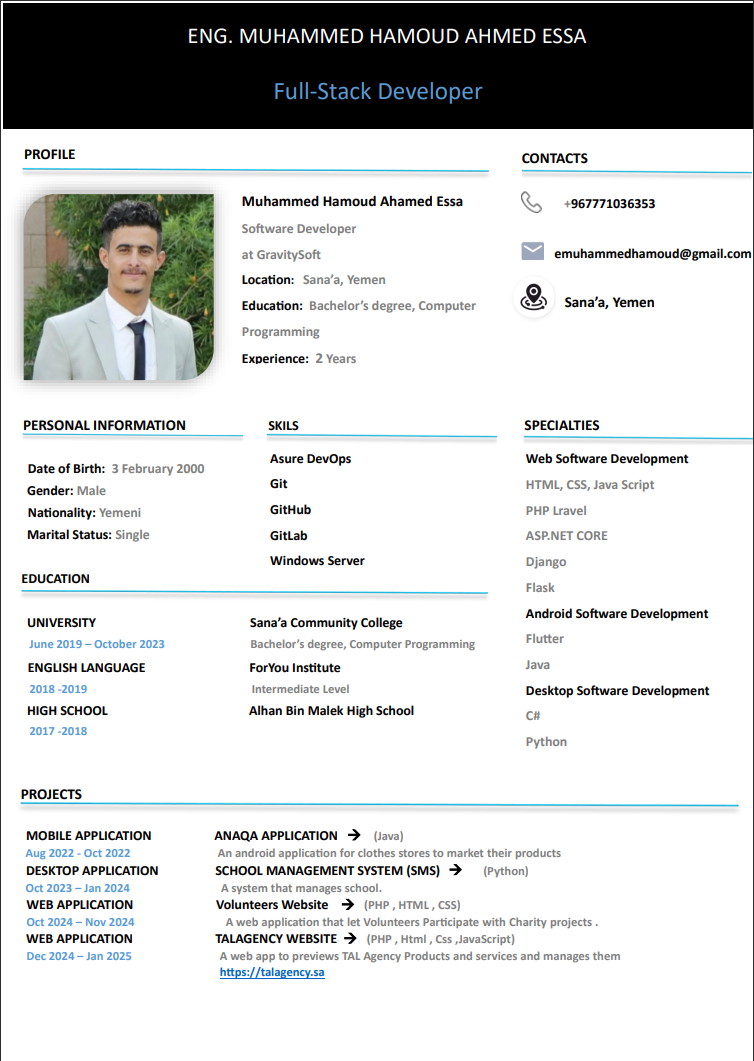 ENG. MUHAMMED HAMOUD AHMED ESSA
Full-Stack Developer
PROFILE
Muhammed Hamoud Ahamed Essa
Software Developer
at GravitySoft
Location: Sana’a, Yemen
Education: Bachelor’s degree, Computer
Programming
Experience: 2 Years
CONTACTS
+967771036353
emuhammedhamoud@gmail.com
Sana’a, Yemen
PERSONAL INFORMATION
Date of Birth: 3 February 2000
Gender: Male
Nationality: Yemeni
Marital Status: Single
SKILS
Asure DevOps
Git
GitHub
GitLab
Windows Server
SPECIALTIES
Web Software Development
HTML, CSS, Java Script
PHP Lravel
ASP.NET CORE
Django
Flask
Android Software Development
Flutter
Java
Desktop Software Development
C#
Python
EDUCATION
UNIVERSITY Sana’a Community College
June 2019 – October 2023 Bachelor’s degree, Computer Programming
ENGLISH LANGUAGE ForYou Institute
2018 -2019 Intermediate Level
HIGH SCHOOL Alhan Bin Malek High School
2017 -2018
PROJECTS
MOBILE APPLICATION ANAQA APPLICATION → (Java)
Aug 2022 - Oct 2022 An android application for clothes stores to market their products
DESKTOP APPLICATION SCHOOL MANAGEMENT SYSTEM (SMS) → (Python)
Oct 2023 – Jan 2024 A system that manages school.
WEB APPLICATION Volunteers Website → (PHP , HTML , CSS)
Oct 2024 – Nov 2024 A web application that let Volunteers Participate with Charity projects .
WEB APPLICATION TALAGENCY WEBSITE → (PHP , Html , Css ,JavaScript)
Dec 2024 – Jan 2025 A web app to previews TAL Agency Products and services and manages them
https://talagency.sa